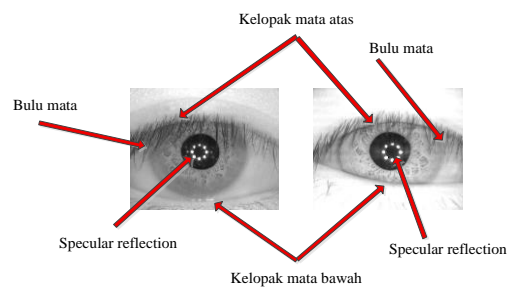 Kelopak mata atas
Bulu mata
Bulu mata
Specular reflection
Specular reflection
Kelopak mata bawah